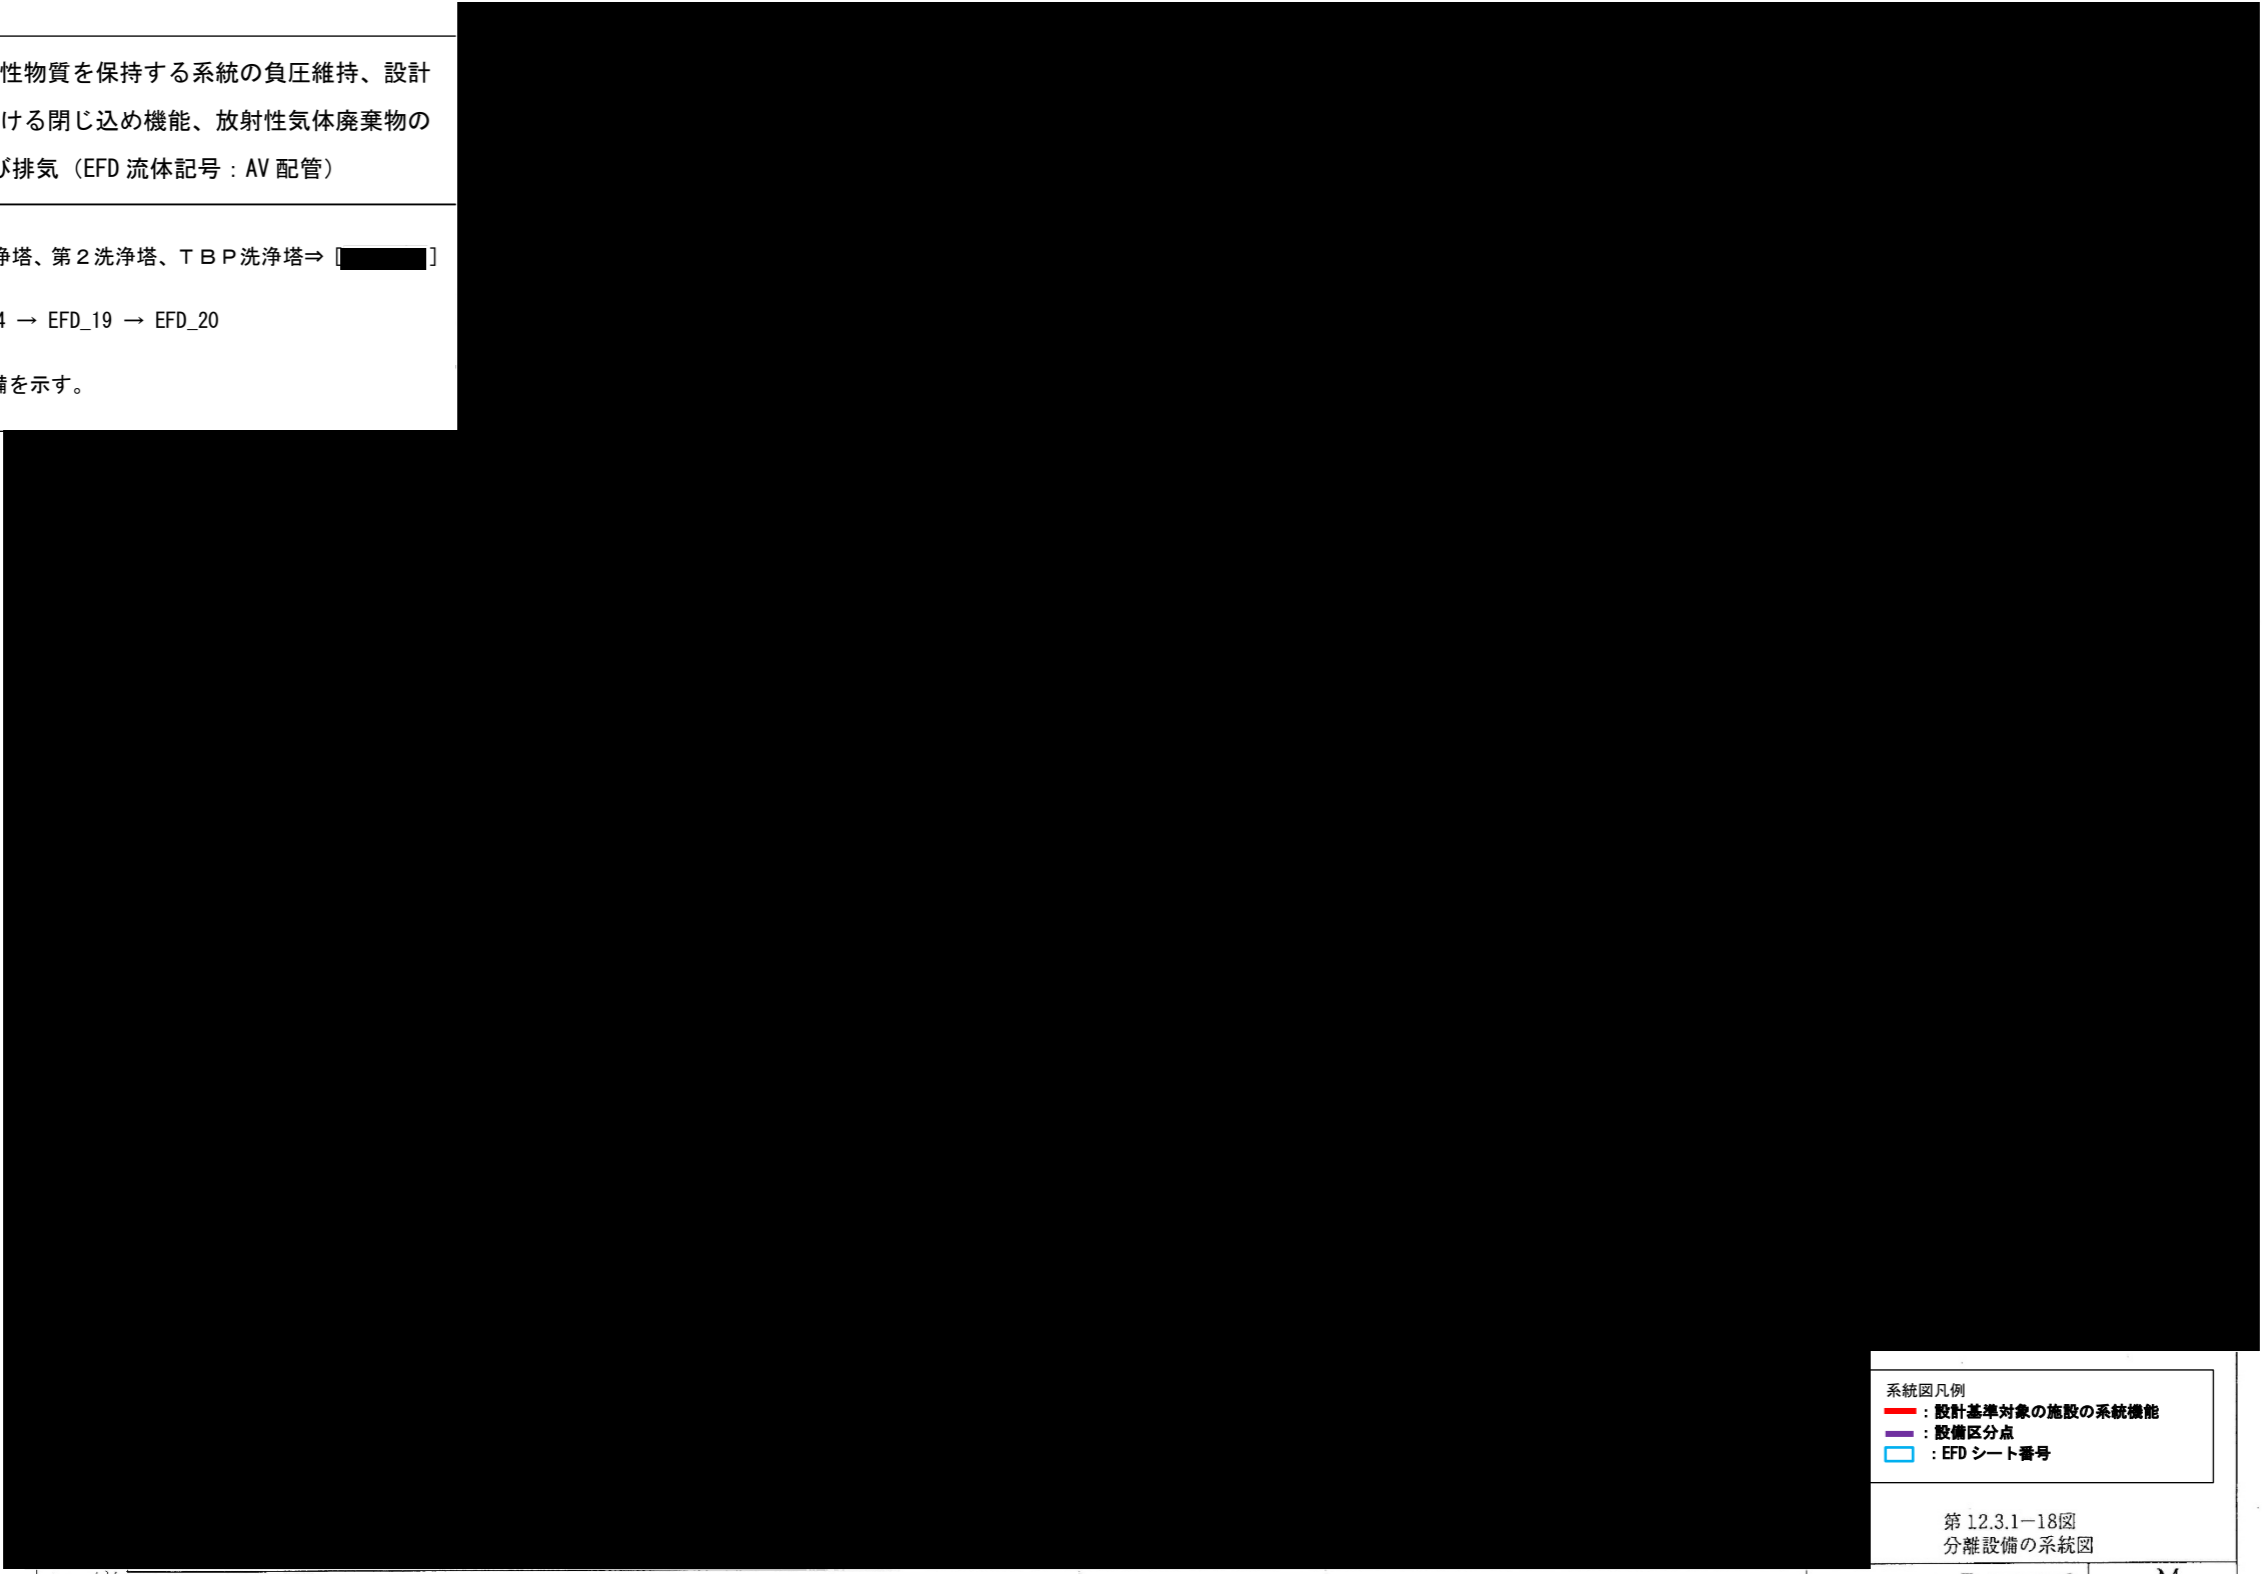 性物質を保持する系統の負圧維持、設計
ける閉じ込め機能、放射性気体廃棄物の
び排気（EFD 流体記号：AV 配管）
浄塔、第２洗浄塔、ＴＢＰ洗浄塔⇒ [ ]
4 → EFD_19 → EFD_20
備を示す。
系統図凡例
：設計基準対象の施設の系統機能
：設備区分点
：EFD シート番号
第 12.3.1－18図
分離設備の系統図